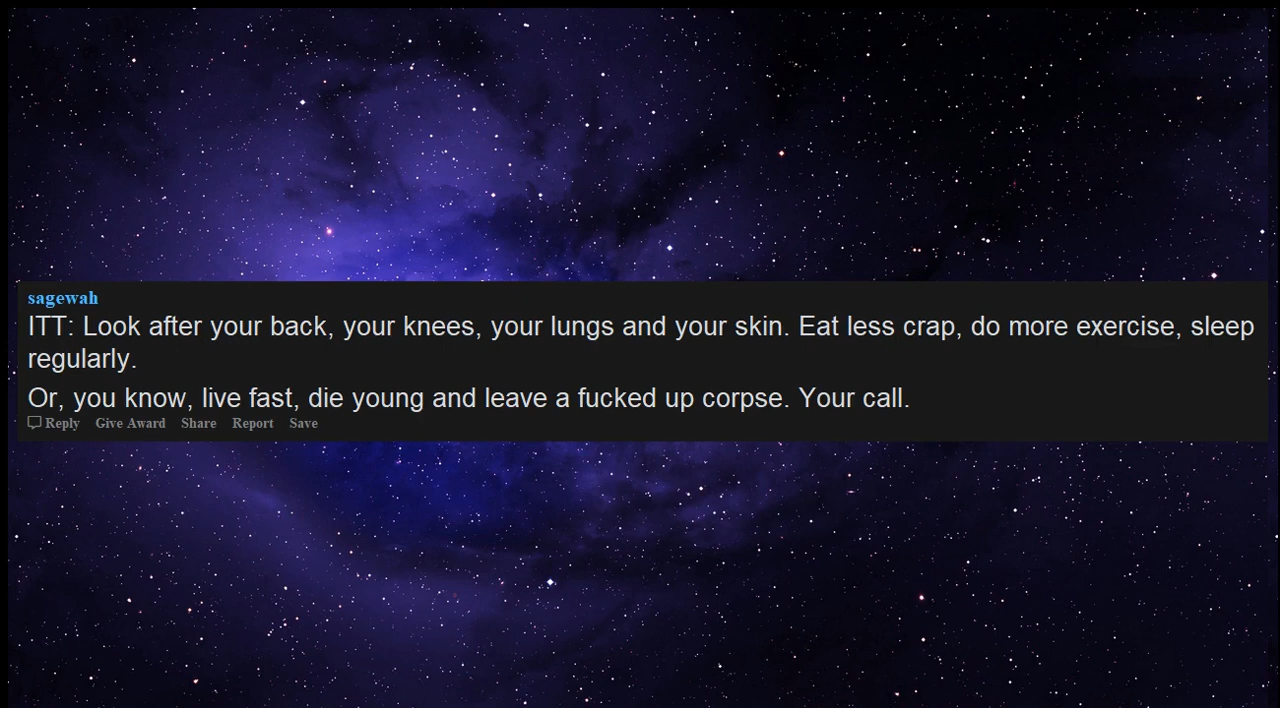 sagewah
ITT: Look after your back, your knees, your lungs and your skin. Eat less crap, do more exercise, sleep
regularly.
Or, you know, live fast, die young and leave a fucked up corpse. Your call.
Reply Give Award Share Report Save